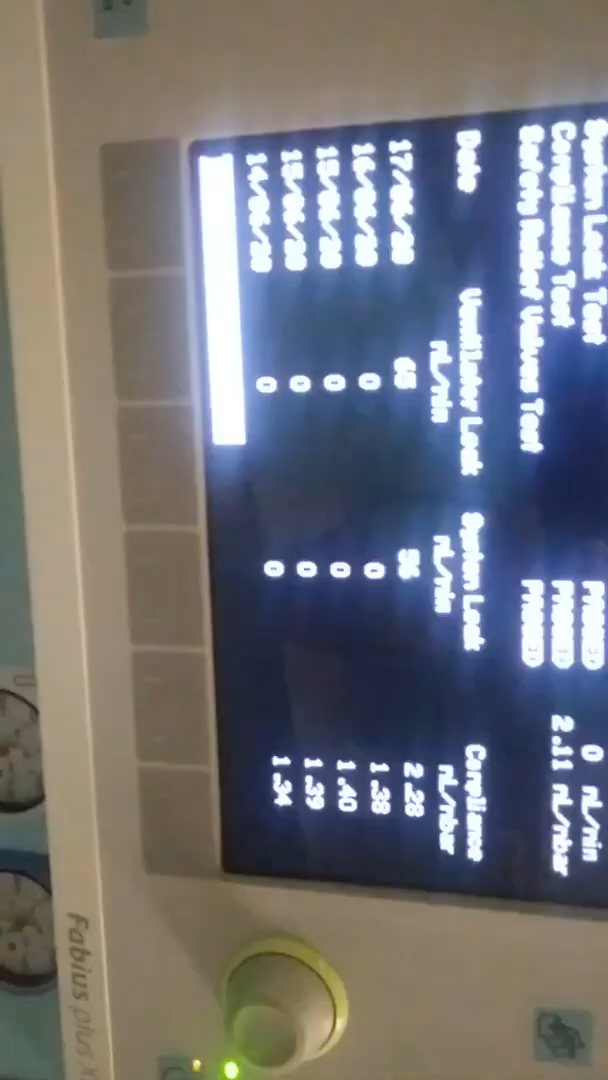 System Leak Test PASSED 0 mL/min
Compliance Test PASSED 2.11 mL/mbar
Safety Relief Valves Test PASSED
Date Ventilator Leak System Leak Compliance
mL/min mL/min mL/mbar
17/06/20 65 56 2.28
16/06/20 0 0 1.38
15/06/20 0 0 1.40
15/06/20 0 0 1.39
14/06/20 0 0 1.34
Fabius plus X